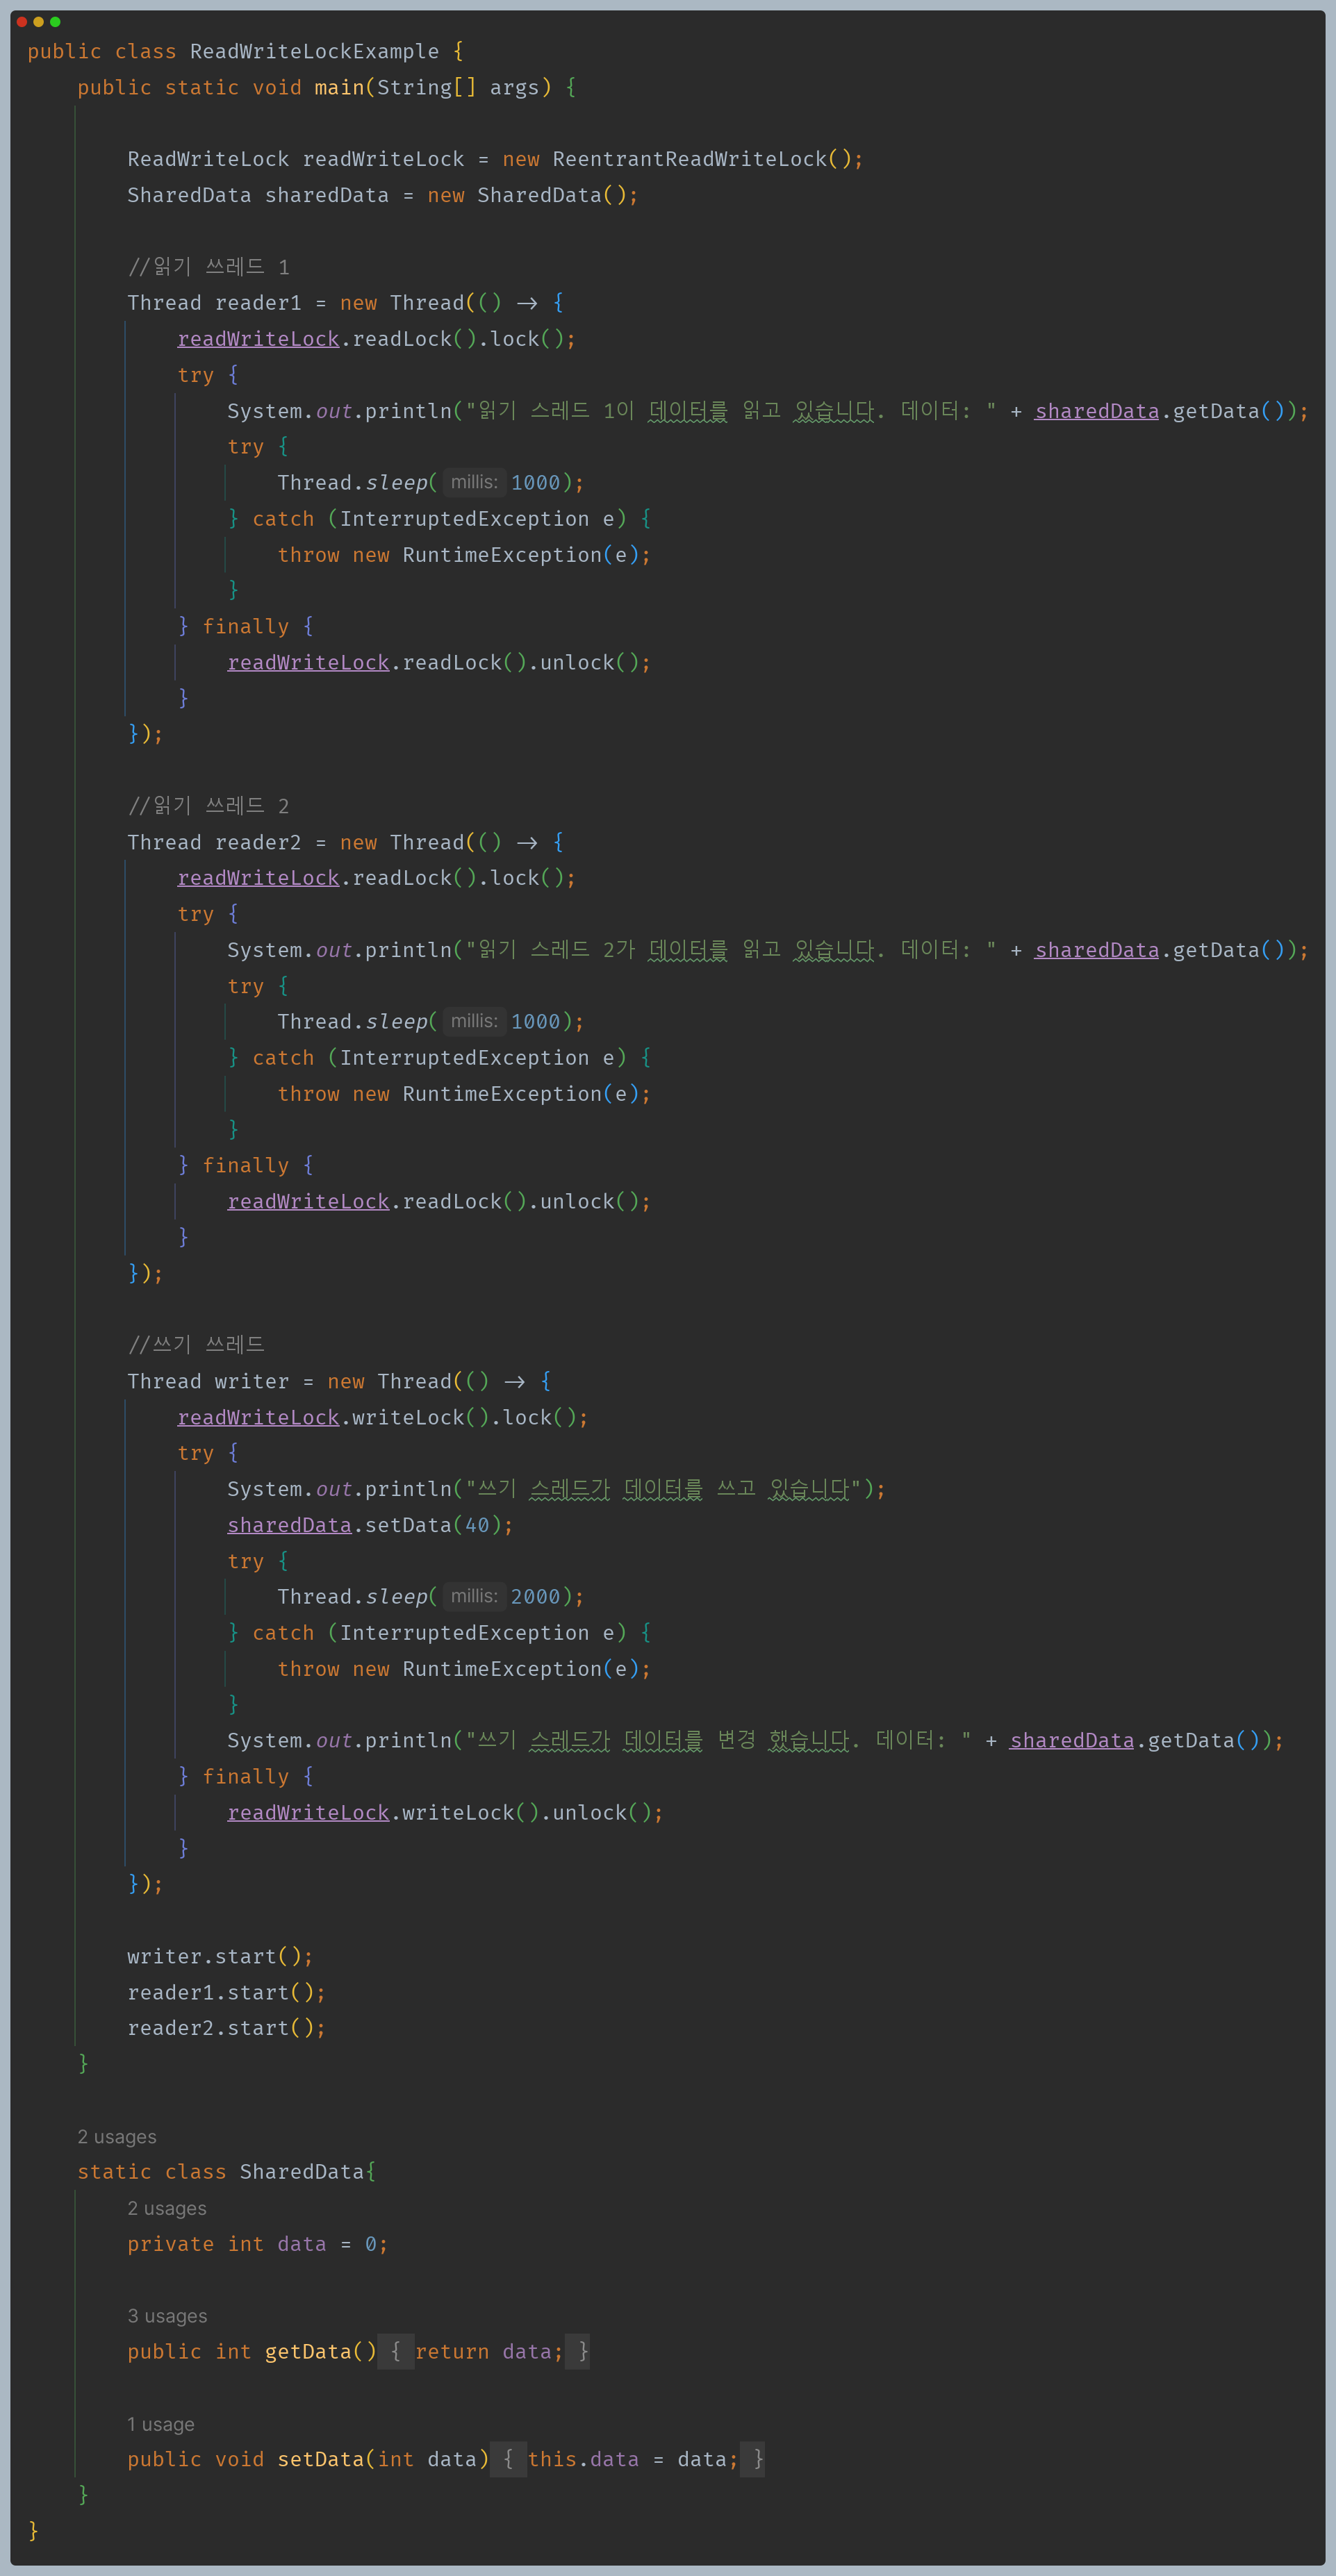 public class ReadWriteLockExample {
    public static void main(String[] args) {

        ReadWriteLock readWriteLock = new ReentrantReadWriteLock();
        SharedData sharedData = new SharedData();

        //읽기 쓰레드 1
        Thread reader1 = new Thread(() -> {
            readWriteLock.readLock().lock();
            try {
                System.out.println("읽기 스레드 1이 데이터를 읽고 있습니다. 데이터: " + sharedData.getData());
                try {
                    Thread.sleep( millis: 1000);
                } catch (InterruptedException e) {
                    throw new RuntimeException(e);
                }
            } finally {
                readWriteLock.readLock().unlock();
            }
        });

        //읽기 쓰레드 2
        Thread reader2 = new Thread(() -> {
            readWriteLock.readLock().lock();
            try {
                System.out.println("읽기 스레드 2가 데이터를 읽고 있습니다. 데이터: " + sharedData.getData());
                try {
                    Thread.sleep( millis: 1000);
                } catch (InterruptedException e) {
                    throw new RuntimeException(e);
                }
            } finally {
                readWriteLock.readLock().unlock();
            }
        });

        //쓰기 쓰레드
        Thread writer = new Thread(() -> {
            readWriteLock.writeLock().lock();
            try {
                System.out.println("쓰기 스레드가 데이터를 쓰고 있습니다");
                sharedData.setData(40);
                try {
                    Thread.sleep( millis: 2000);
                } catch (InterruptedException e) {
                    throw new RuntimeException(e);
                }
                System.out.println("쓰기 스레드가 데이터를 변경 했습니다. 데이터: " + sharedData.getData());
            } finally {
                readWriteLock.writeLock().unlock();
            }
        });

        writer.start();
        reader1.start();
        reader2.start();
    }

    2 usages
    static class SharedData{
        2 usages
        private int data = 0;

        3 usages
        public int getData() { return data; }

        1 usage
        public void setData(int data) { this.data = data; }
    }
}